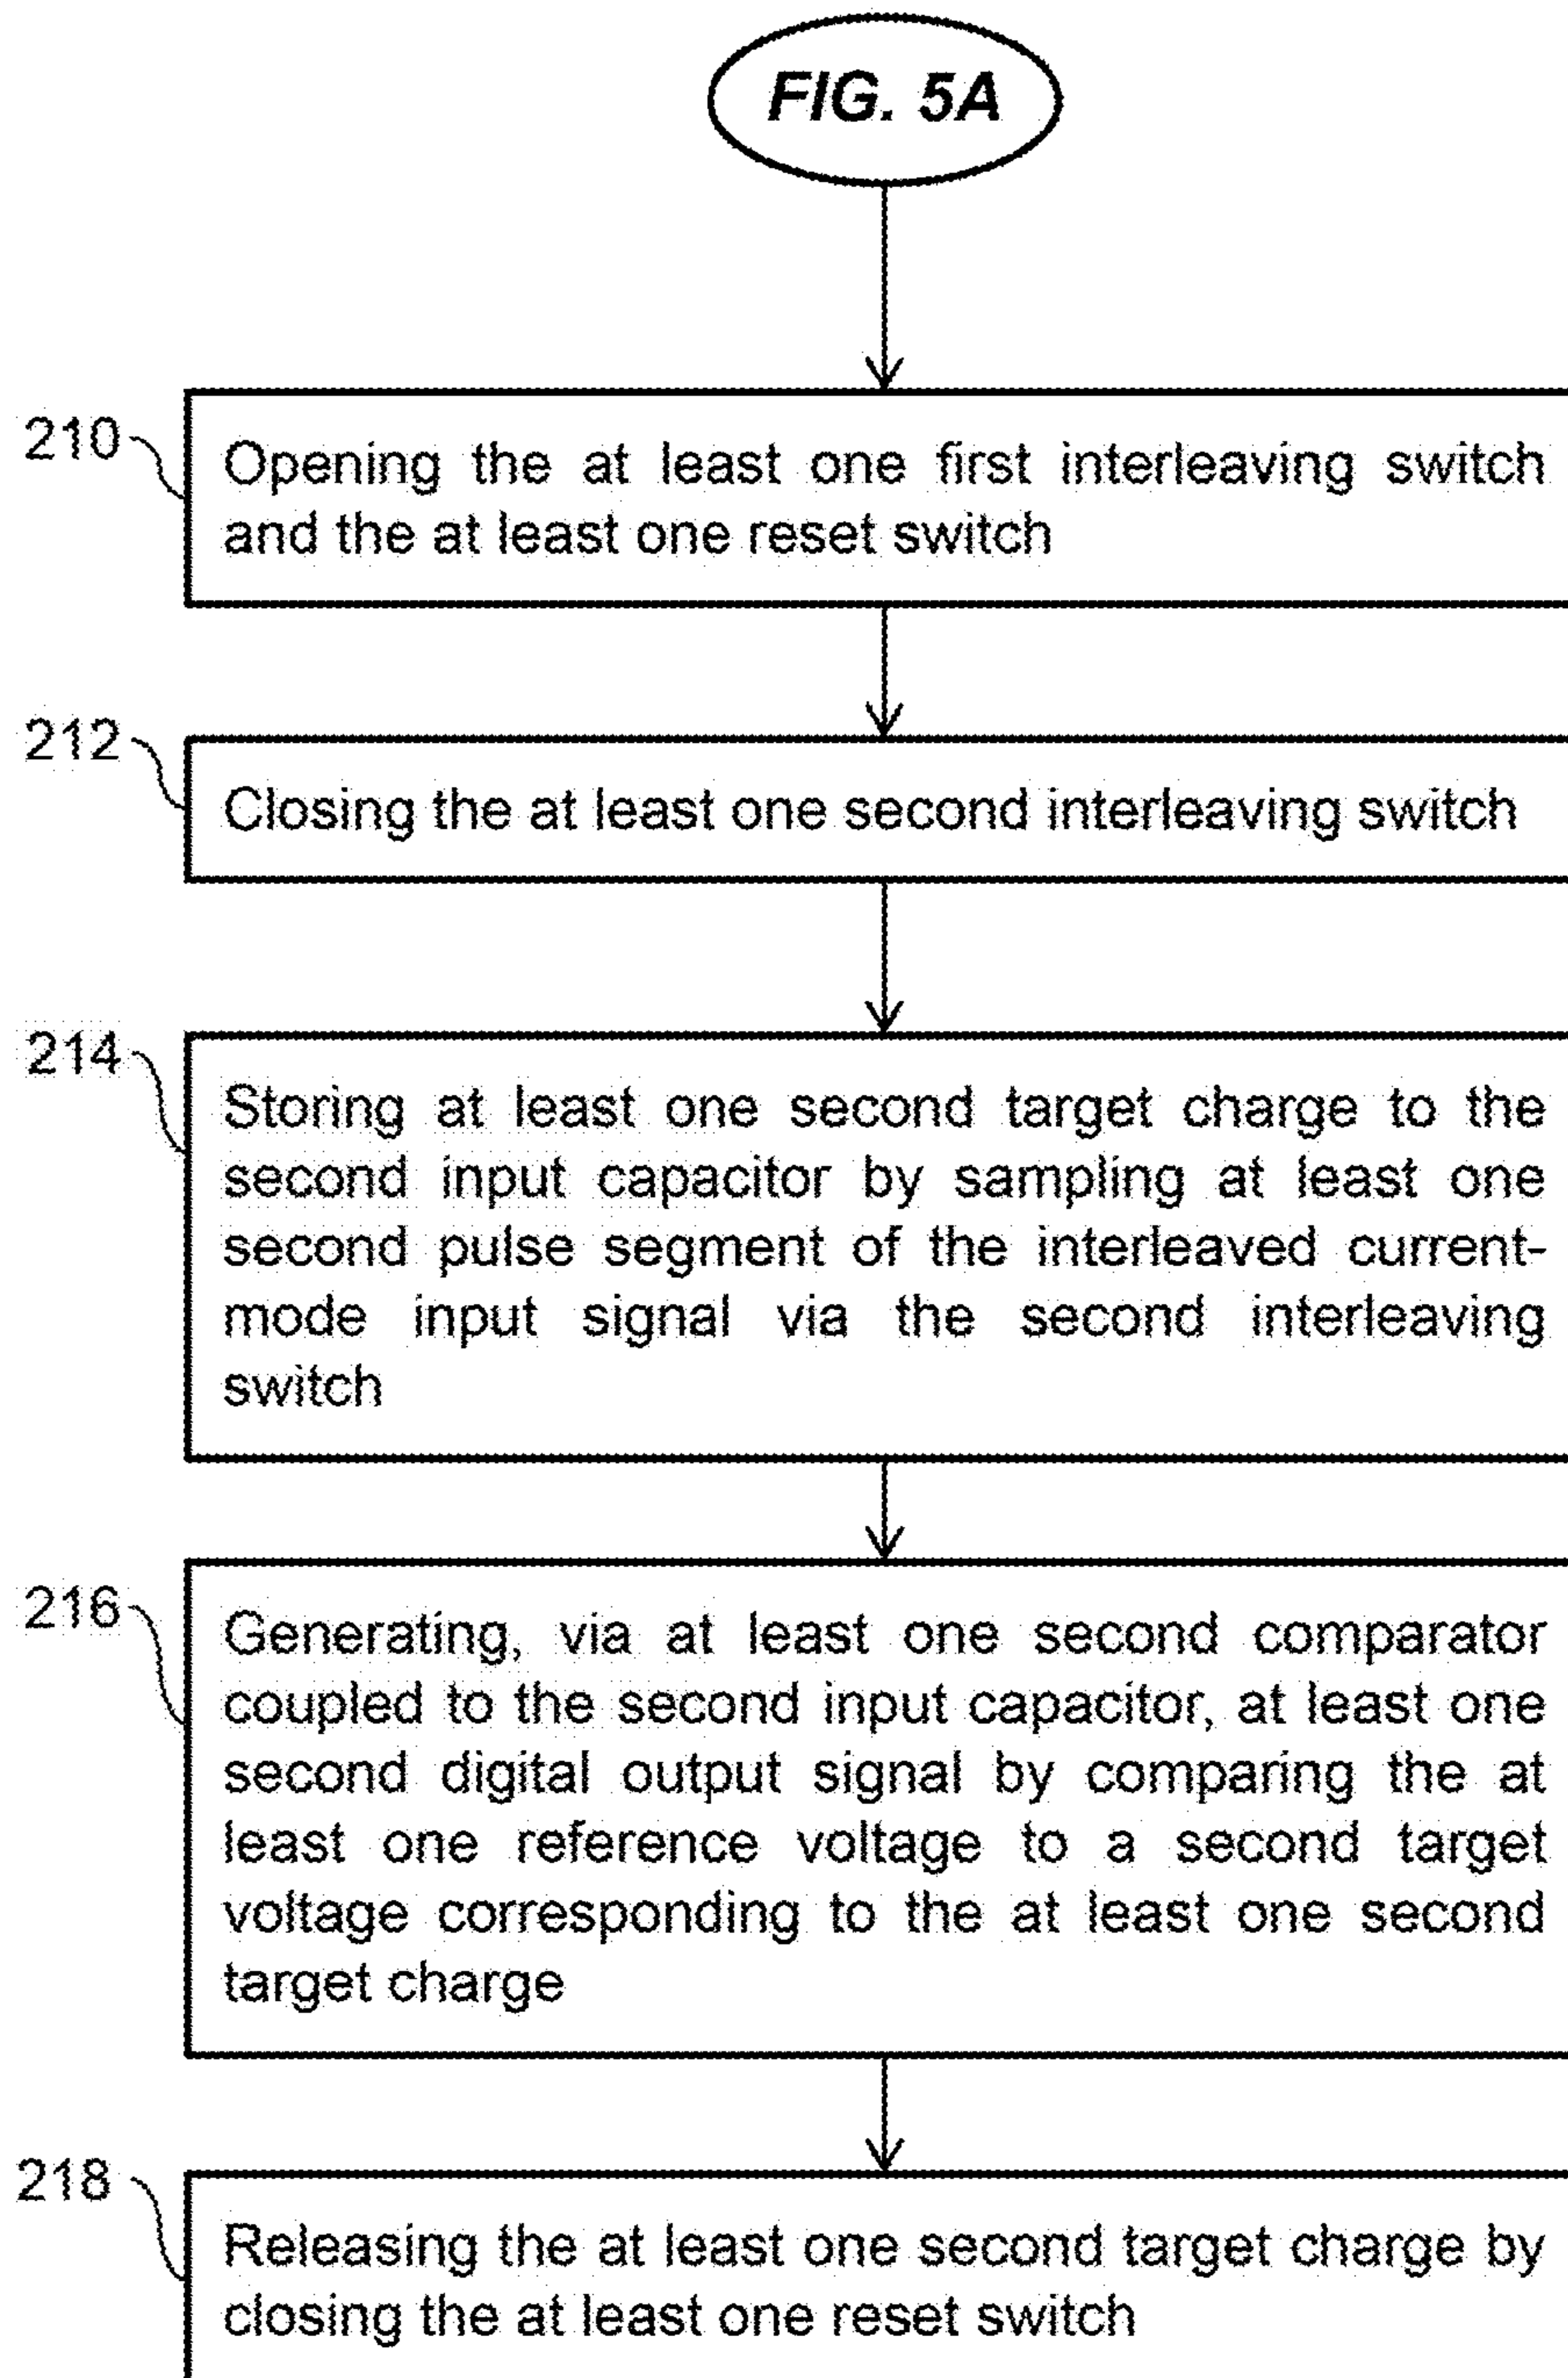 FIG. 5A
210
Opening the at least one first interleaving switch
and the at least one reset switch
212
Closing the at least one second interleaving switch
214
Storing at least one second target charge to the
second input capacitor by sampling at least one
second pulse segment of the interleaved current-
mode input signal via the second interleaving
switch
216
Generating, via at least one second comparator
coupled to the second input capacitor, at least one
second digital output signal by comparing the at
least one reference voltage to a second target
voltage corresponding to the at least one second
target charge
218
Releasing the at least one second target charge by
closing the at least one reset switch